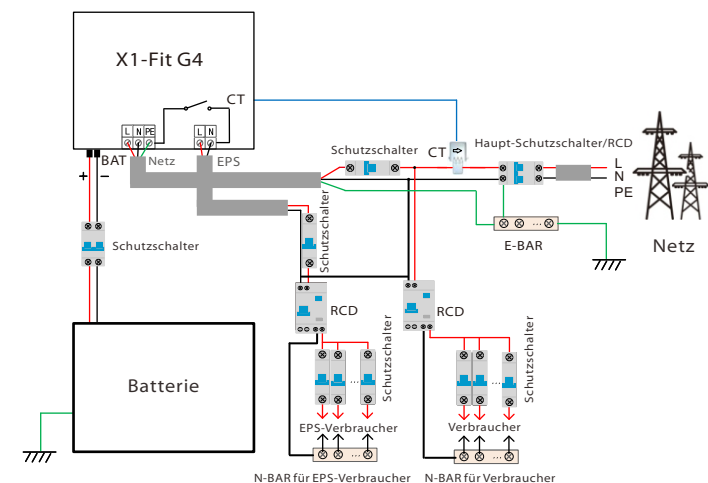 X1-Fit G4
CT
L N PE
L N
BAT
Netz
EPS
+
−
Schutzschalter
CT
Haupt-Schutzschalter/RCD
L
N
PE
Schutzschalter
Schutzschalter
E-BAR
Netz
RCD
RCD
Batterie
...
Schutzschalter
...
Schutzschalter
EPS-Verbraucher
Verbraucher
...
...
...
N-BAR für EPS-Verbraucher
N-BAR für Verbraucher